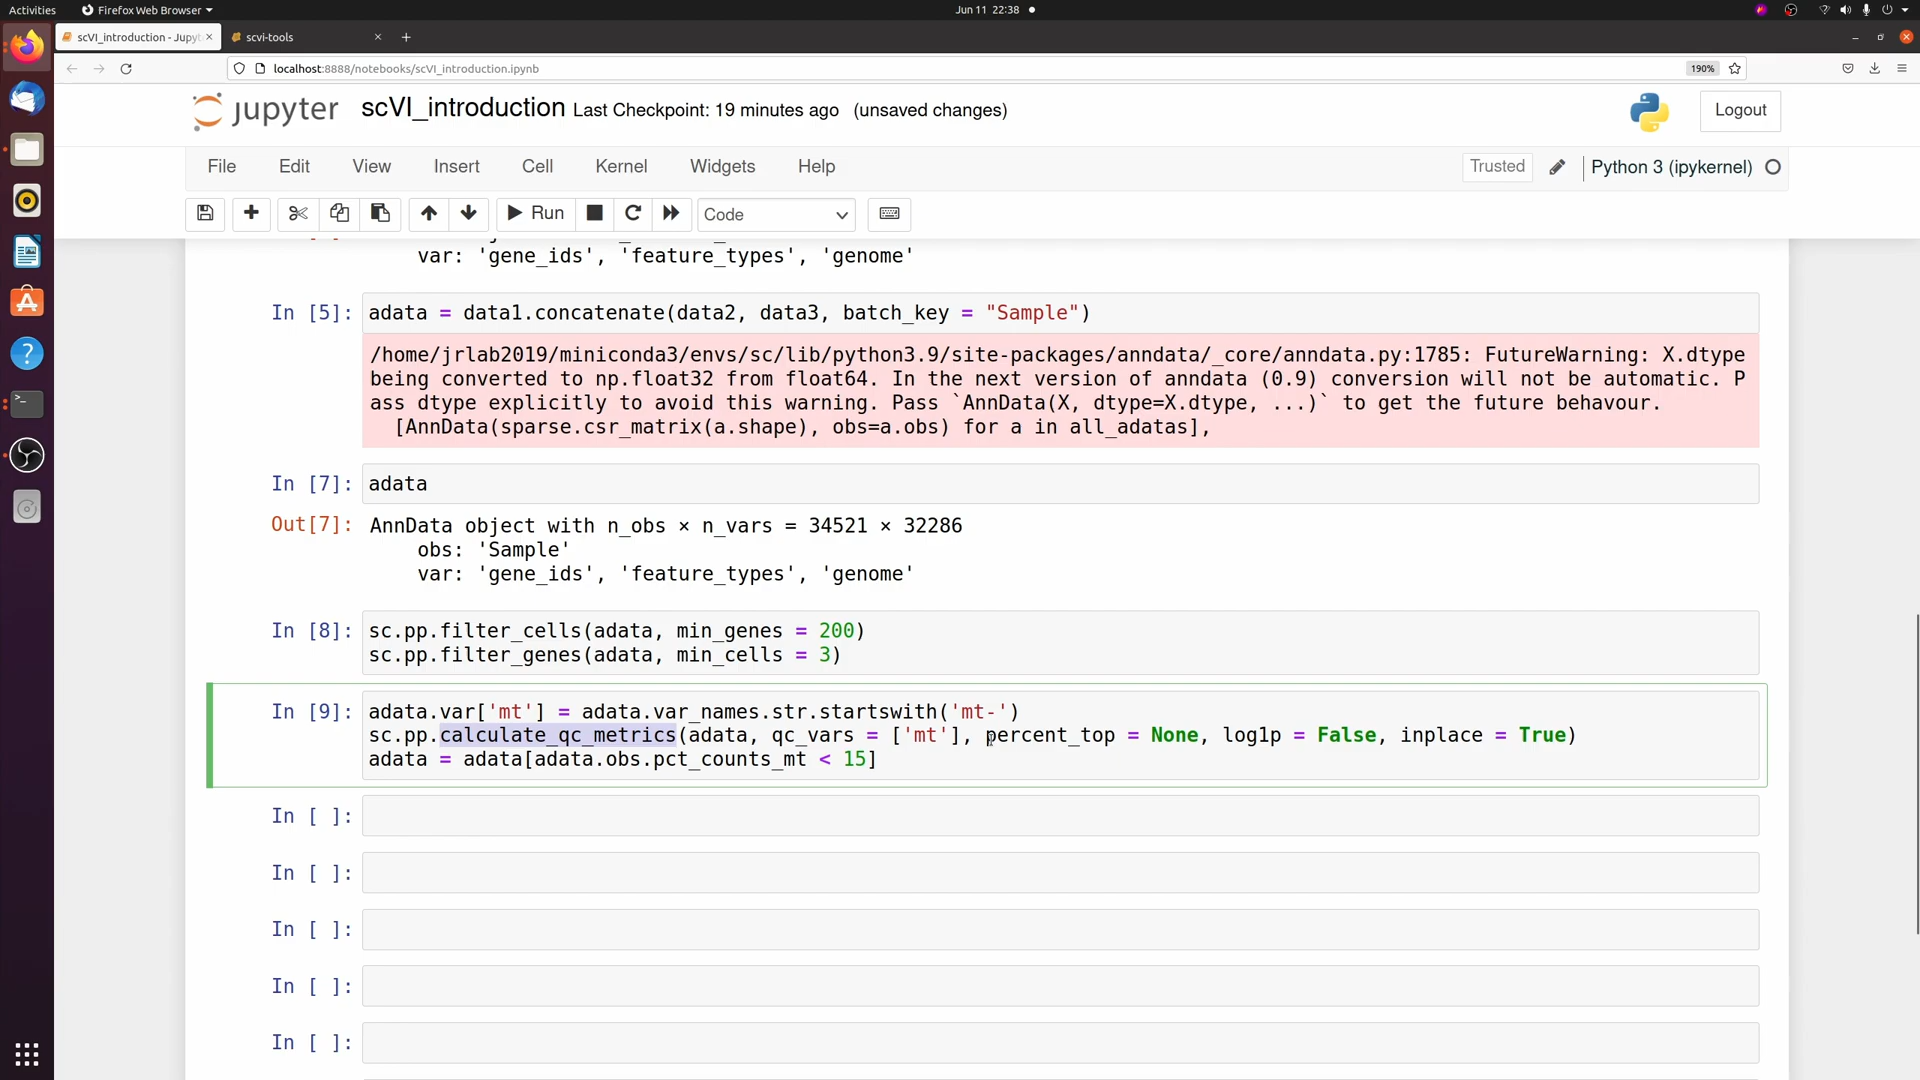 Activities
Firefox Web Browser
Jun 11 22:38
scVI_introduction - Jupyt
scvi-tools
localhost:8888/notebooks/scVI_introduction.ipynb
190%
jupyter scVI_introduction Last Checkpoint: 19 minutes ago (unsaved changes)
Logout
File Edit View Insert Cell Kernel Widgets Help
Trusted
Python 3 (ipykernel)
Run
Code
var: 'gene_ids', 'feature_types', 'genome'
In [5]: adata = data1.concatenate(data2, data3, batch_key = "Sample")
/home/jrlab2019/miniconda3/envs/sc/lib/python3.9/site-packages/anndata/_core/anndata.py:1785: FutureWarning: X.dtype
being converted to np.float32 from float64. In the next version of anndata (0.9) conversion will not be automatic. P
ass dtype explicitly to avoid this warning. Pass `AnnData(X, dtype=X.dtype, ...)` to get the future behavour.
[AnnData(sparse.csr_matrix(a.shape), obs=a.obs) for a in all_adatas],
In [7]: adata
Out[7]: AnnData object with n_obs × n_vars = 34521 × 32286
obs: 'Sample'
var: 'gene_ids', 'feature_types', 'genome'
In [8]: sc.pp.filter_cells(adata, min_genes = 200)
sc.pp.filter_genes(adata, min_cells = 3)
In [9]: adata.var['mt'] = adata.var_names.str.startswith('mt-')
sc.pp.calculate_qc_metrics(adata, qc_vars = ['mt'], percent_top = None, log1p = False, inplace = True)
adata = adata[adata.obs.pct_counts_mt < 15]
In [ ]:
In [ ]:
In [ ]:
In [ ]:
In [ ]: